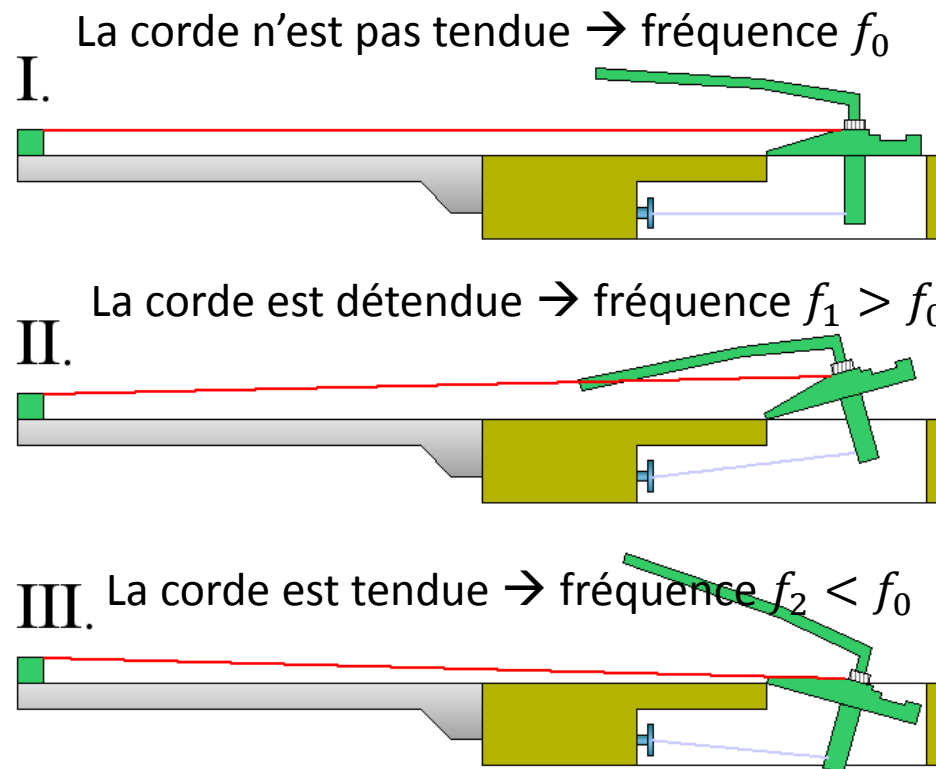 La corde n'est pas tendue → fréquence f₀
I.
La corde est détendue → fréquence f₁ > f₀
II.
La corde est tendue → fréquence f₂ < f₀
III.